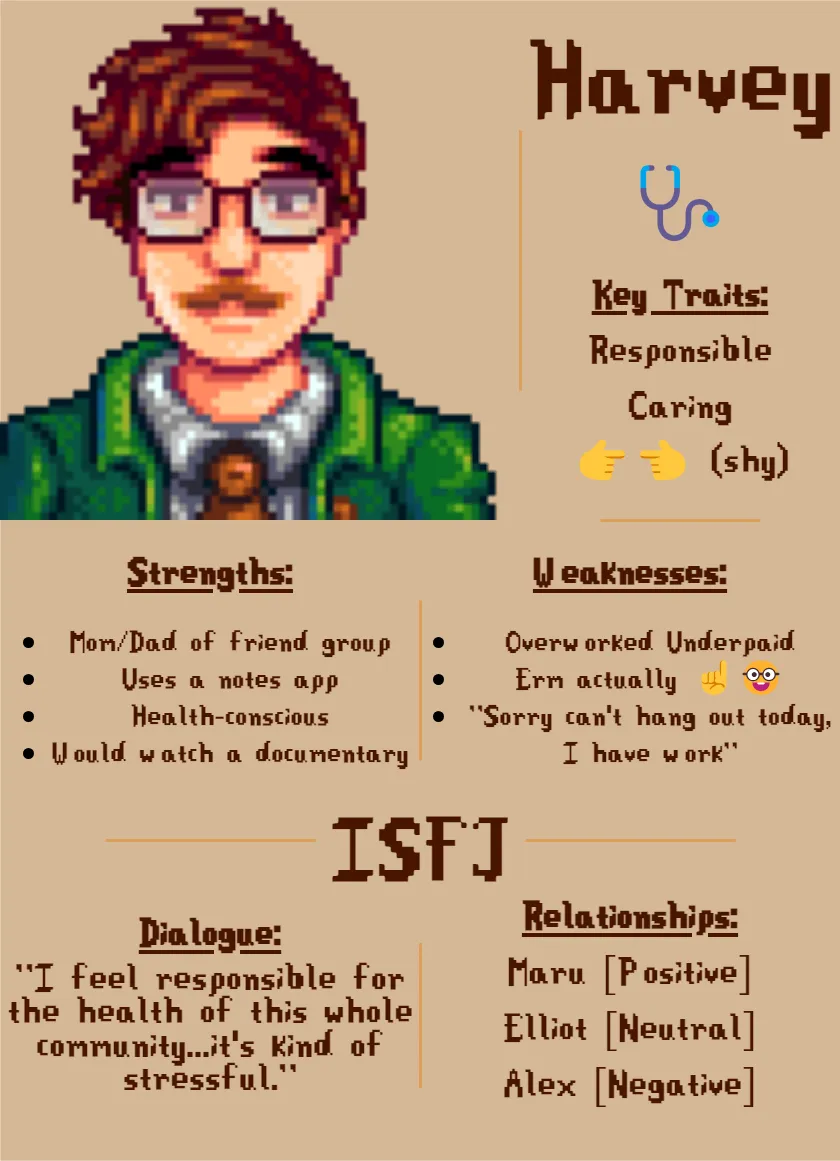 Harvey
Key Traits:
Responsible
Caring
👉 👈 (shy)
Strengths:
• Mom/Dad of friend group
• Uses a notes app
• Health-conscious
• Would watch a documentary
Weaknesses:
• Overworked Underpaid
• Erm actually ☝️ 🤓
• "Sorry can't hang out today,
I have work"
ISFJ
Dialogue:
"I feel responsible for
the health of this whole
community...it's kind of
stressful."
Relationships:
Maru [Positive]
Elliot [Neutral]
Alex [Negative]